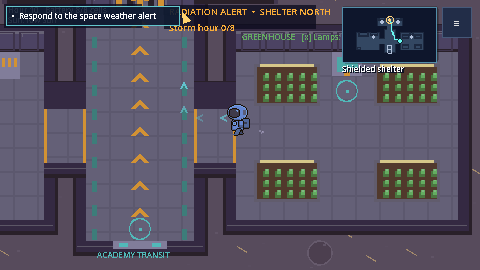 • Respond to the space weather alert
DIATION ALERT • SHELTER NORTH
Storm hour 0/8
GREENHOUSE [x] Lamps:
Shielded shelter
ACADEMY TRANSIT